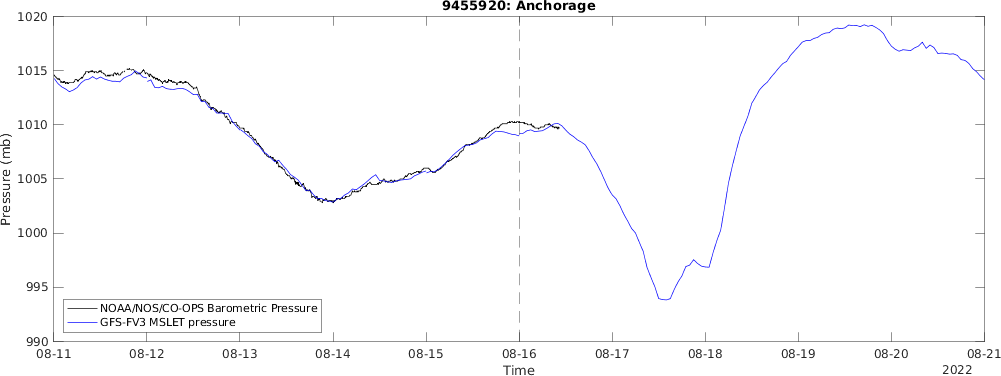 9455920: Anchorage
1020
1015
1010
1005
1000
995
990
Pressure (mb)
NOAA/NOS/CO-OPS Barometric Pressure
GFS-FV3 MSLET pressure
08-11 08-12 08-13 08-14 08-15 08-16 08-17 08-18 08-19 08-20 08-21
Time
2022